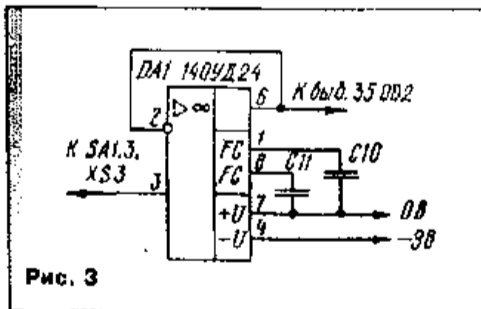 DA1 140УД24
▷ ∞
6
К выв. 35 DD2
2
1
К SA1.3,
XS3
3
FC
8
FC
C11
C10
7
+U
0В
4
-U
-9В
Рис. 3